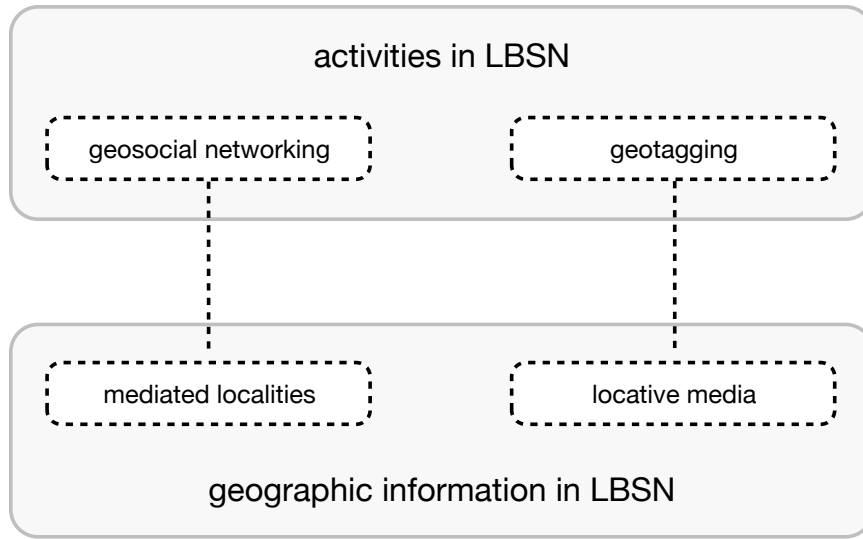 activities in LBSN
geosocial networking
geotagging
mediated localities
locative media
geographic information in LBSN